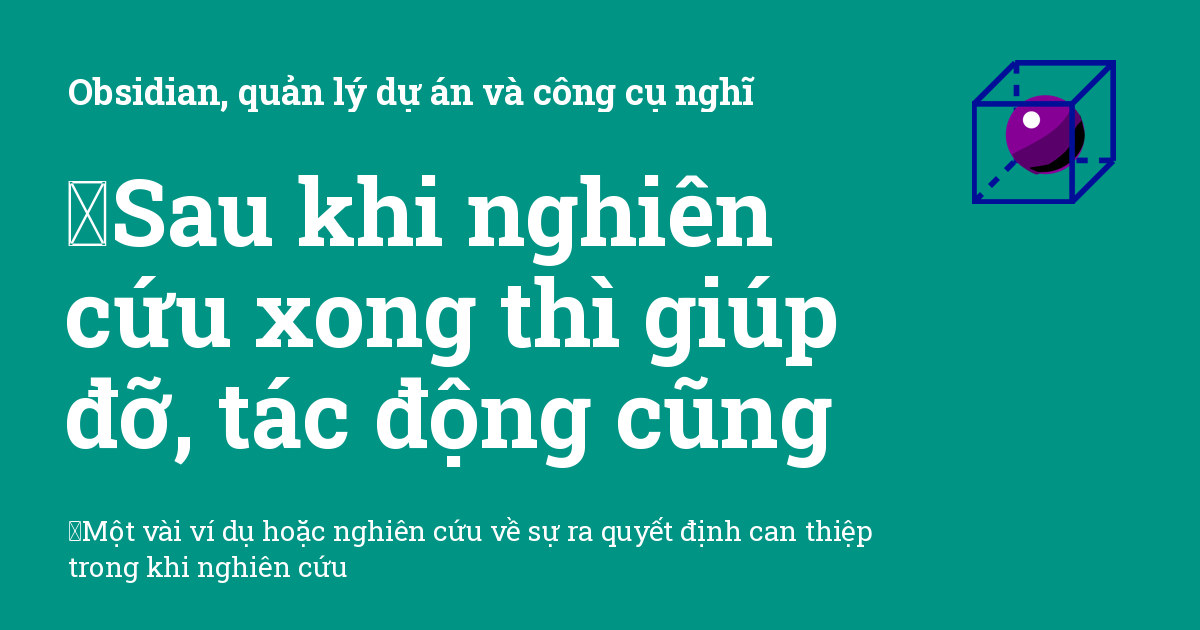 Obsidian, quản lý dự án và công cụ nghĩ
Sau khi nghiên
cứu xong thì giúp
đỡ, tác động cũng
Một vài ví dụ hoặc nghiên cứu về sự ra quyết định can thiệp
trong khi nghiên cứu